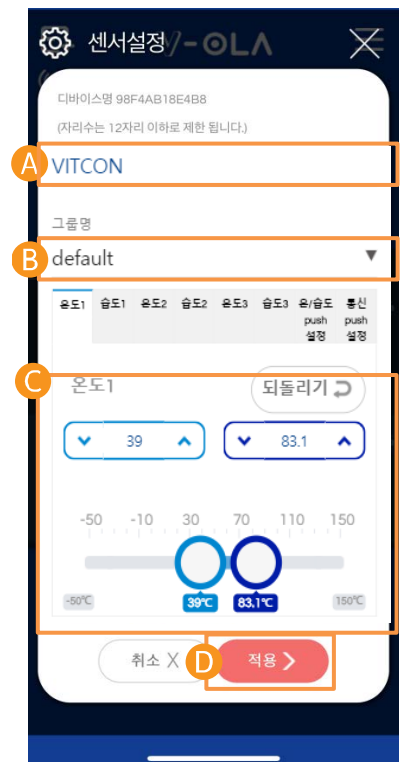 센서설정 V-OLA
디바이스명 98F4AB18E4B8
(자리수는 12자리 이하로 제한 됩니다.)
A VITCON
그룹명
B default ▼
온도1 습도1 온도2 습도2 온도3 습도3 온/습도 push 설정 통신 push 설정
C 온도1 되돌리기
39 83.1
-50 -10 30 70 110 150
-50℃ 39℃ 83.1℃ 150℃
취소 X D 적용 >